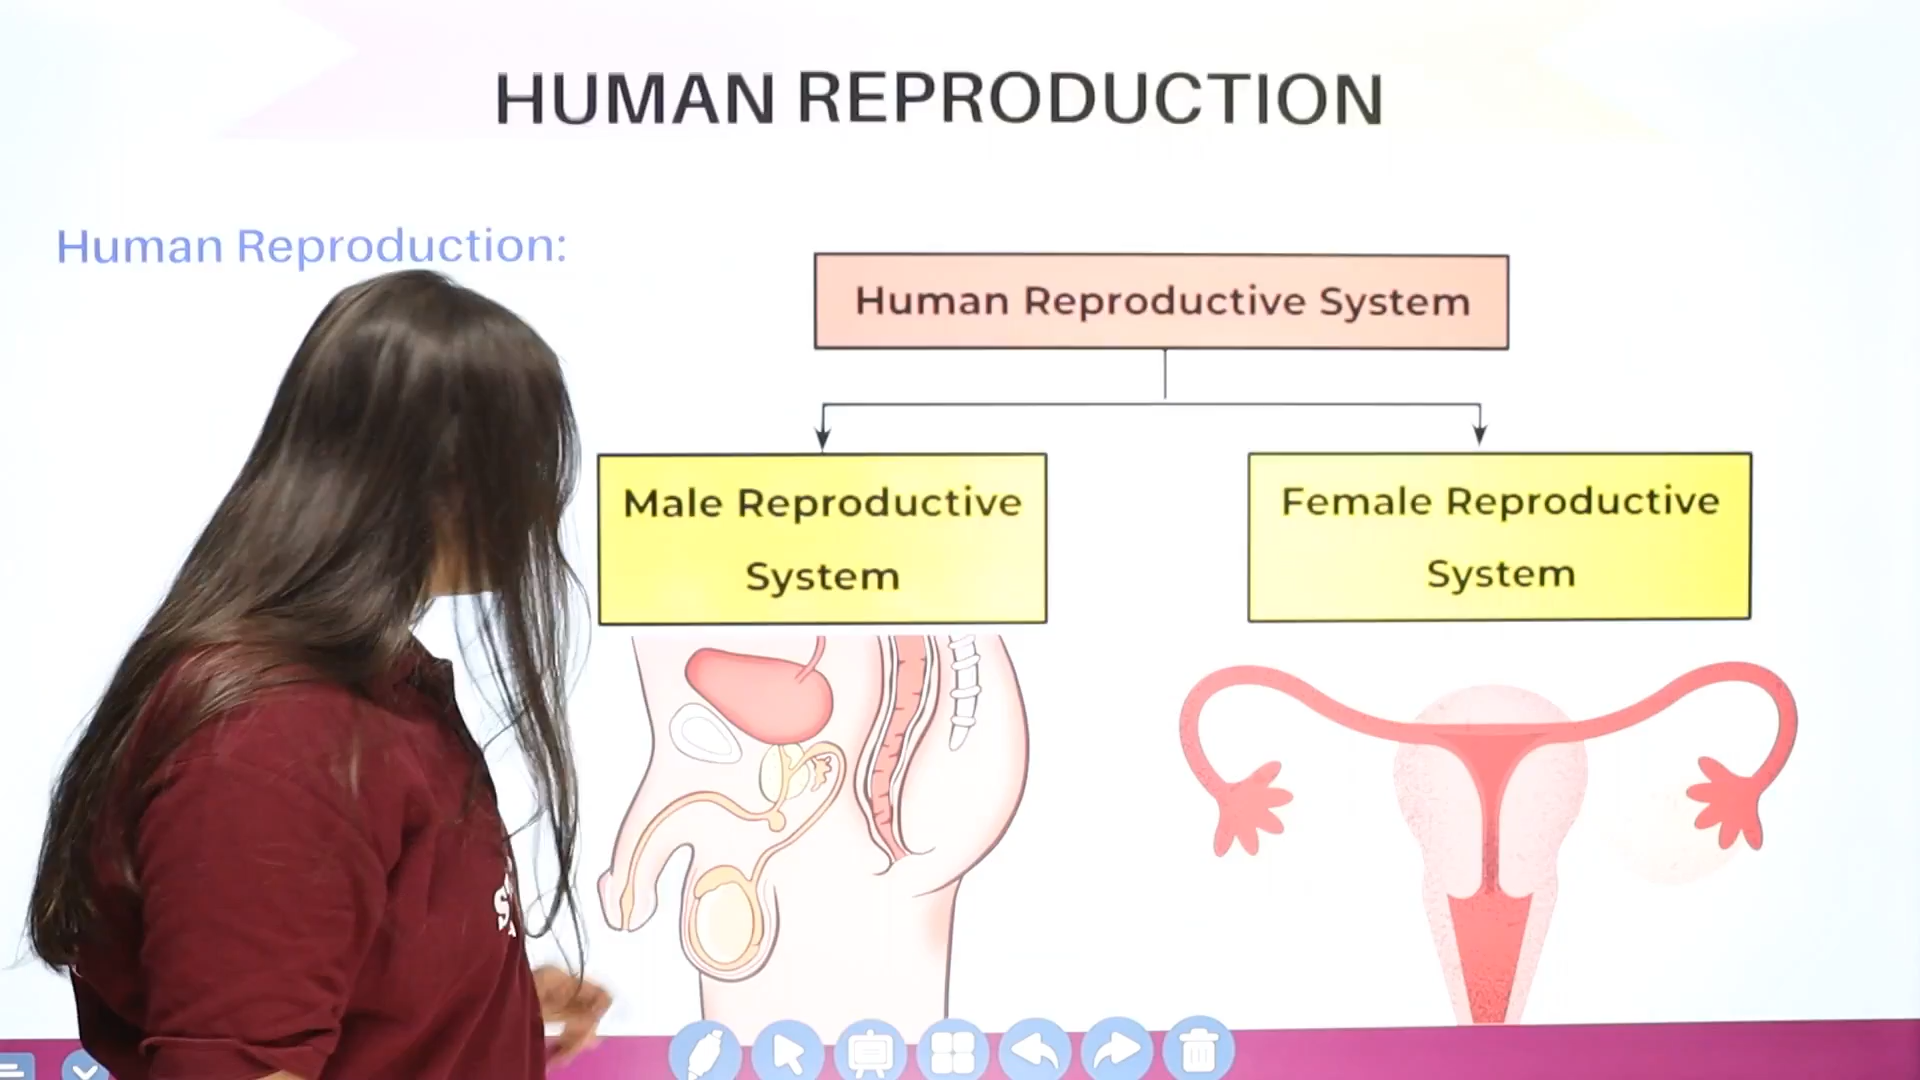 HUMAN REPRODUCTION
Human Reproduction:
Human Reproductive System
Male Reproductive
System
Female Reproductive
System